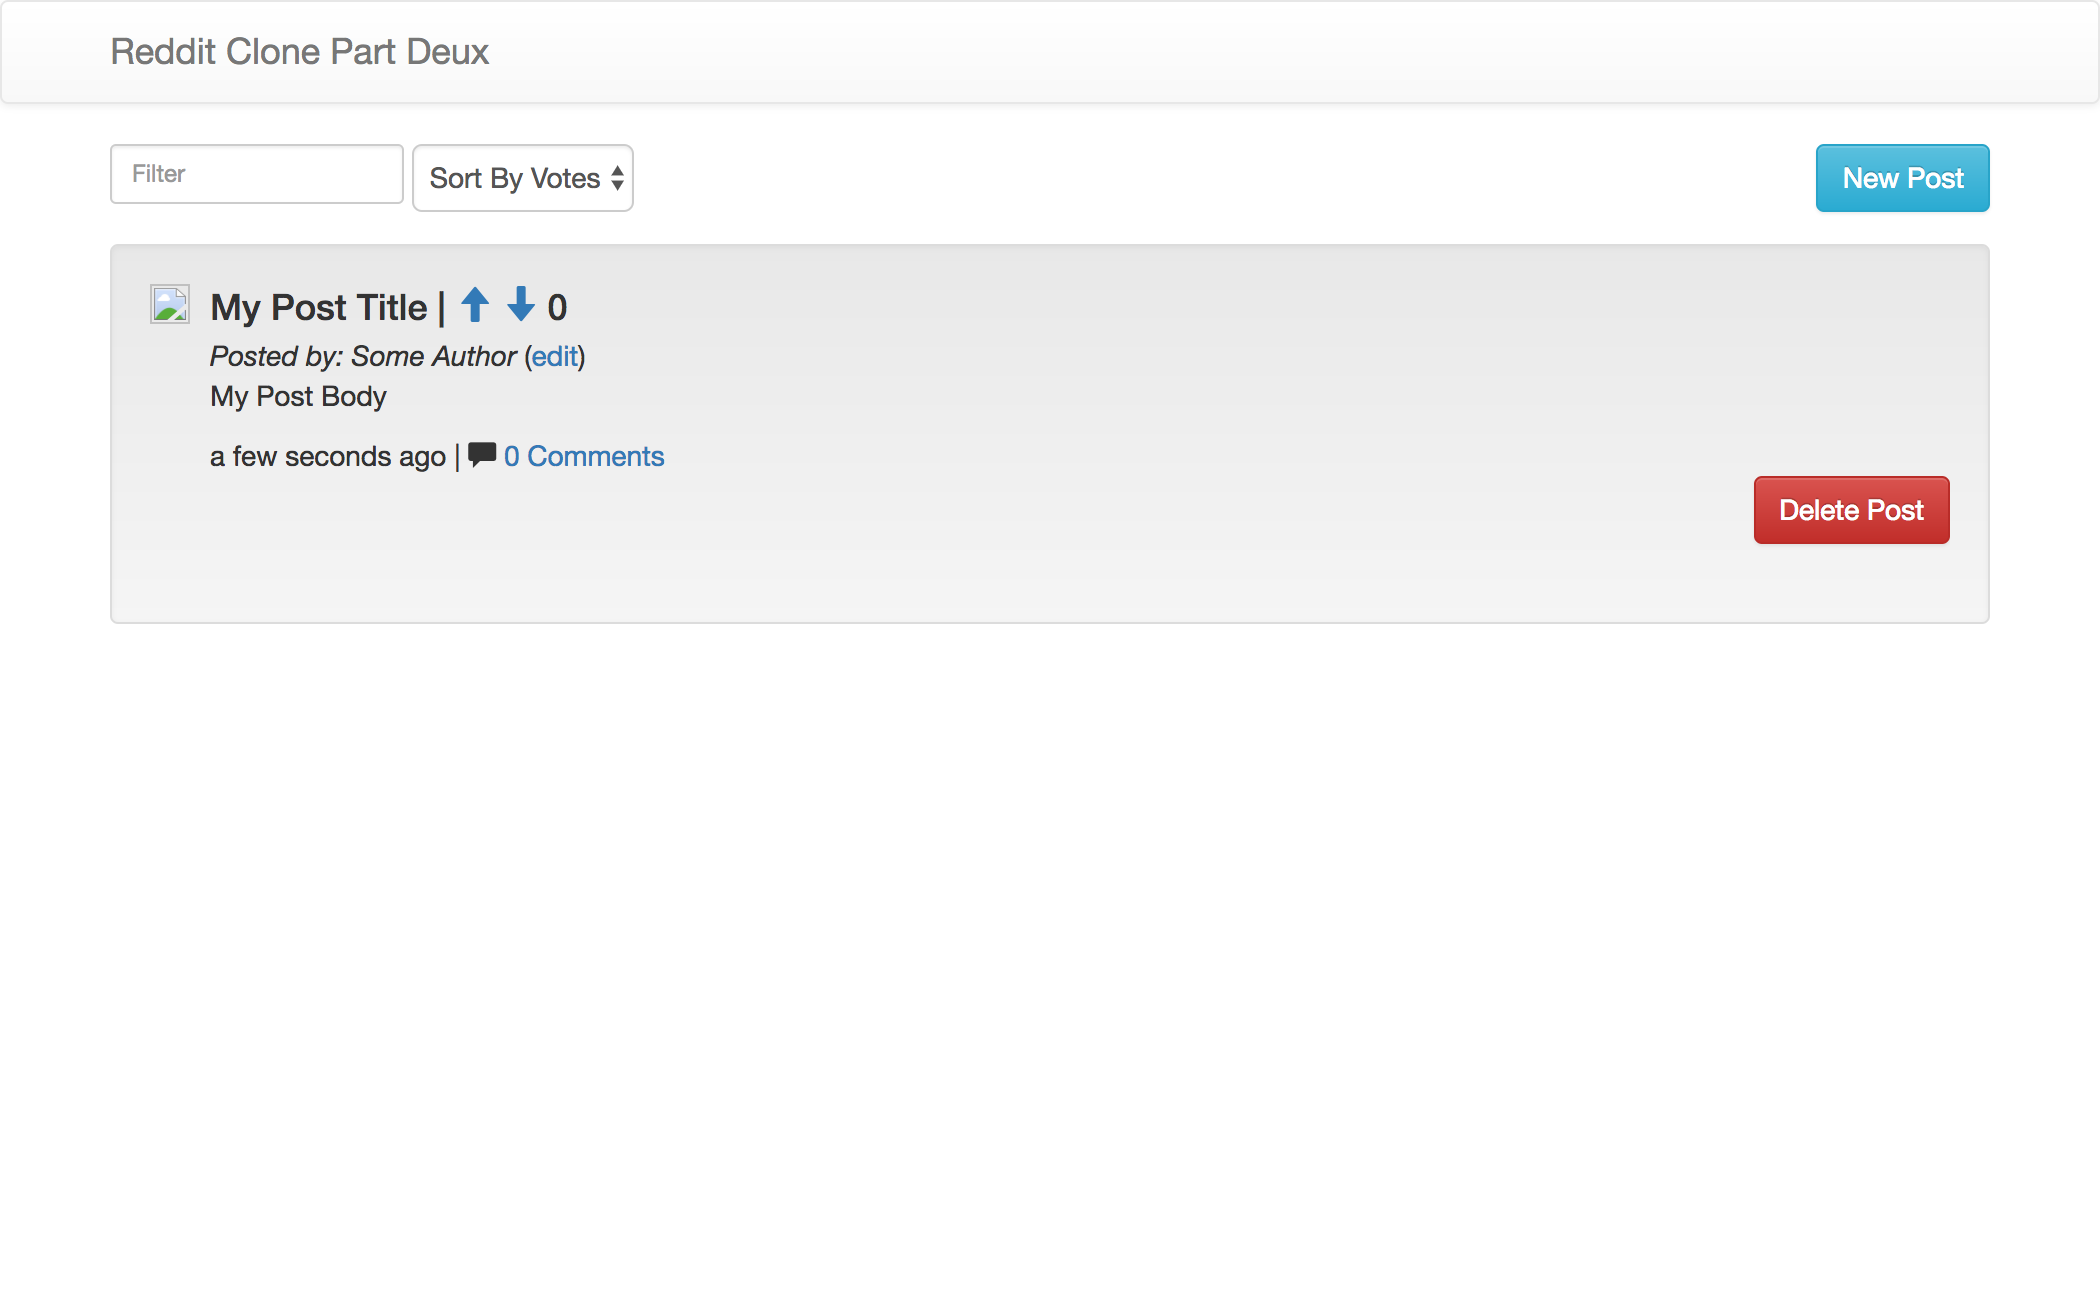 Reddit Clone Part Deux
Filter
Sort By Votes
New Post
My Post Title | 0
Posted by: Some Author (edit)
My Post Body
a few seconds ago | 0 Comments
Delete Post